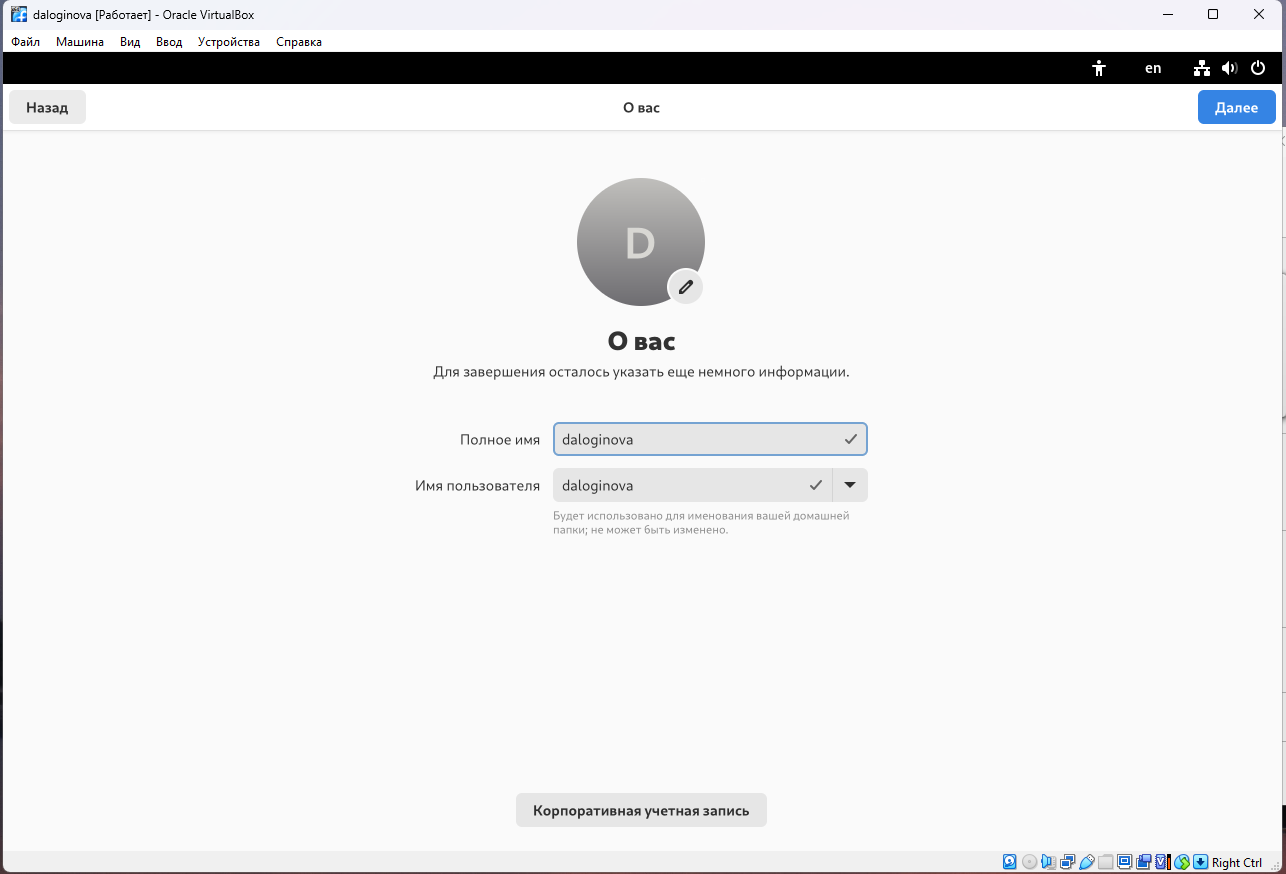 daloginova [Работает] - Oracle VirtualBox
Файл Машина Вид Ввод Устройства Справка
en
Назад О вас Далее
D
О вас
Для завершения осталось указать еще немного информации.
Полное имя daloginova
Имя пользователя daloginova
Будет использовано для именования вашей домашней
папки; не может быть изменено.
Корпоративная учетная запись
Right Ctrl